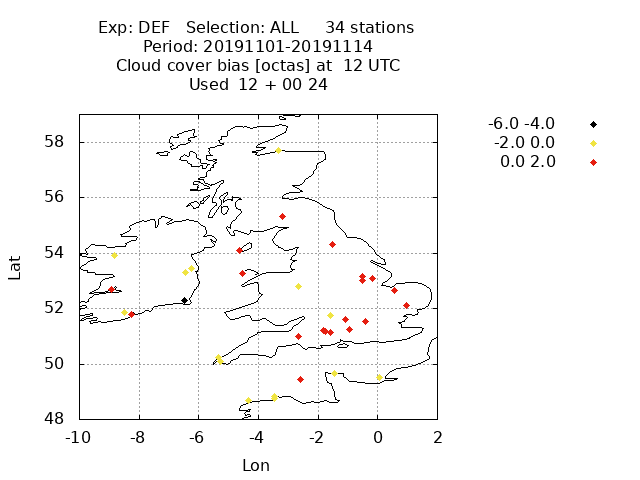 Exp: DEF   Selection: ALL     34 stations
Period: 20191101-20191114
Cloud cover bias [octas] at  12 UTC
Used  12 + 00 24
-6.0 -4.0
-2.0 0.0
0.0 2.0
58
56
54
52
50
48
Lat
-10 -8 -6 -4 -2 0 2
Lon